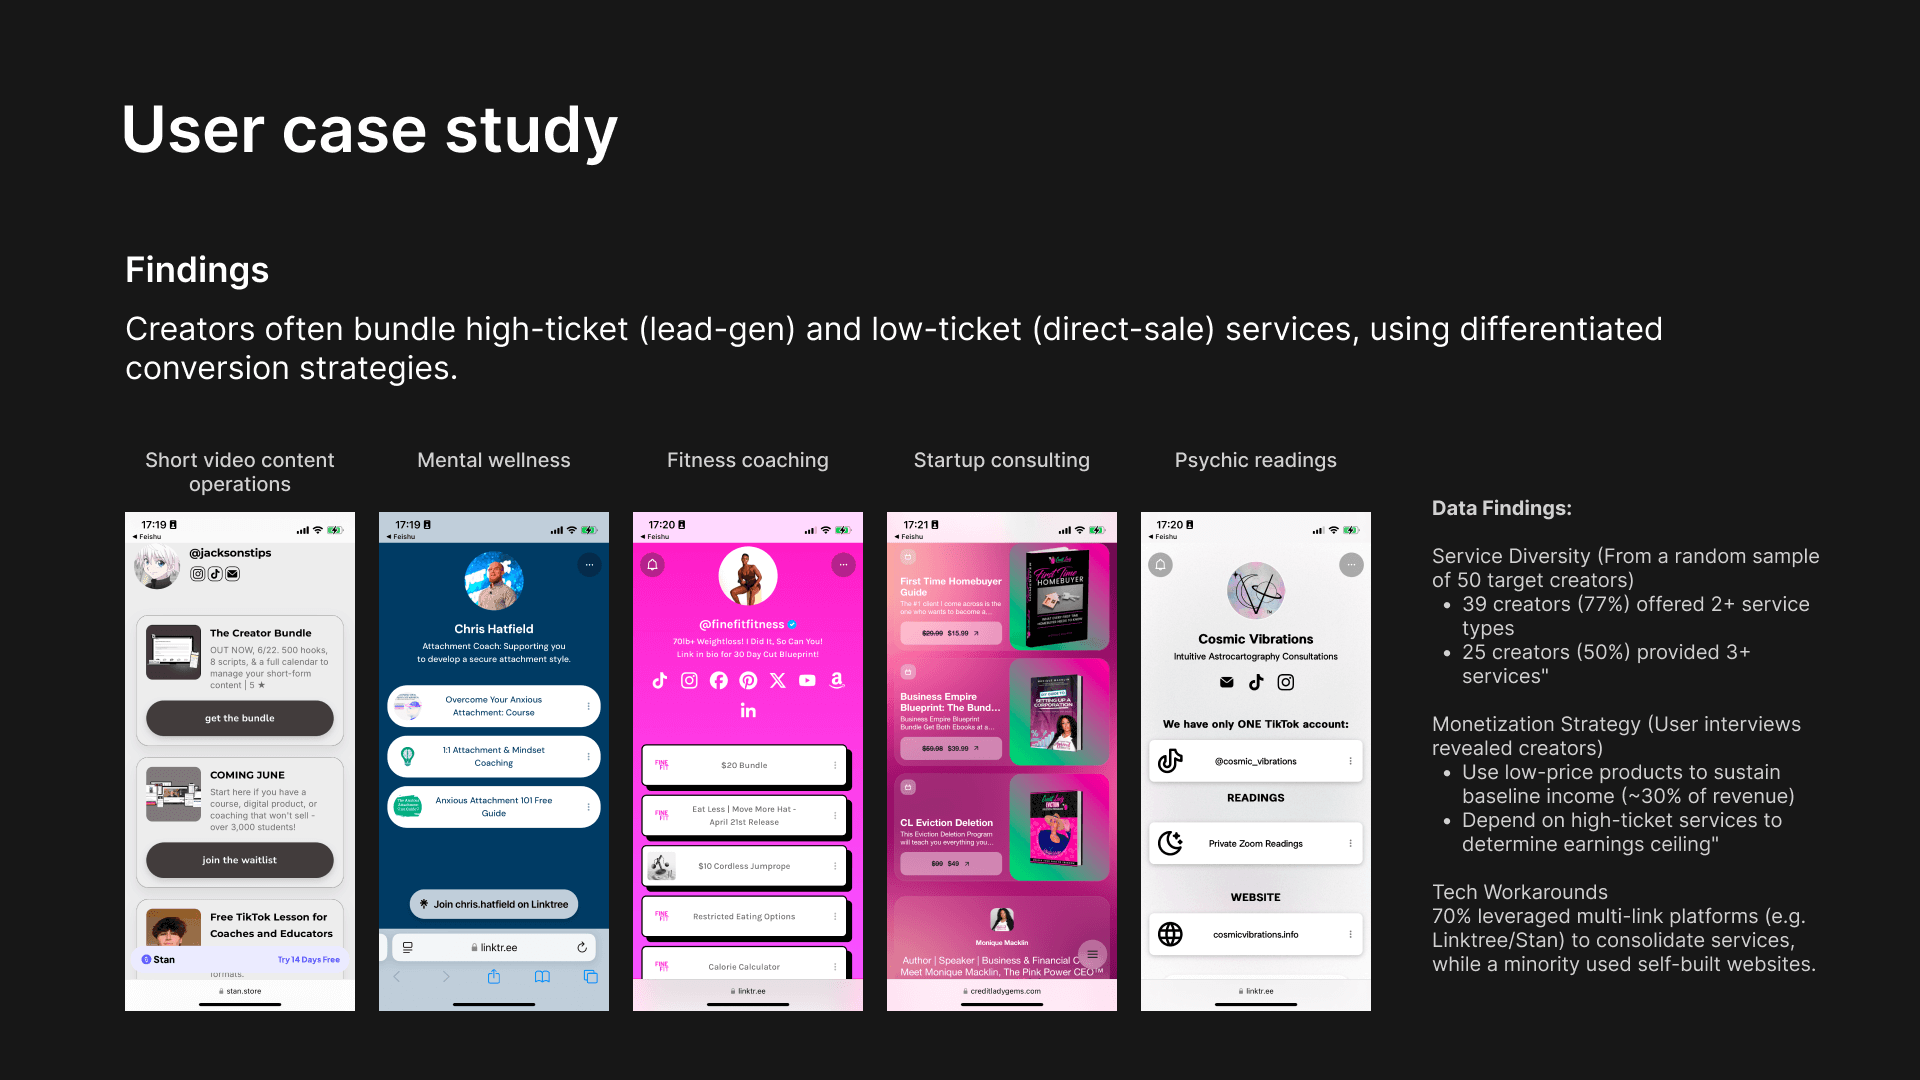 User case study
Findings
Creators often bundle high-ticket (lead-gen) and low-ticket (direct-sale) services, using differentiated
conversion strategies.
Short video content
operations
17:19
◂ Feishu
@jacksonstips
The Creator Bundle
OUT NOW, 6/22. 500 hooks,
8 scripts, & a full calendar to
manage your short-form
content | 5 ★
get the bundle
COMING JUNE
Start here if you have a
course, digital product, or
coaching that won't sell -
over 3,000 students!
join the waitlist
Free TikTok Lesson for
Coaches and Educators
Stan
Try 14 Days Free
formats.
stan.store
Mental wellness
17:19
◂ Feishu
Chris Hatfield
Attachment Coach: Supporting you
to develop a secure attachment style.
Overcome Your Anxious
Attachment: Course
1:1 Attachment & Mindset
Coaching
Anxious Attachment 101 Free
Guide
Join chris.hatfield on Linktree
linktr.ee
Fitness coaching
17:20
◂ Feishu
@finefitfitness
70lb+ Weightloss! I Did It, So Can You!
Link in bio for 30 Day Cut Blueprint!
FINE
FIT
$20 Bundle
FINE
FIT
Eat Less | Move More Hat -
April 21st Release
$10 Cordless Jumprope
FINE
FIT
Restricted Eating Options
FINE
FIT
Calorie Calculator
linktr.ee
Startup consulting
17:21
◂ Feishu
First Time Homebuyer
Guide
The #1 client I come across is the
one who wants to become a...
$29.99 $15.99 ↗
First Time
HOMEBUYER
Business Empire
Blueprint: The Bund...
Business Empire Blueprint
Bundle Get Both Ebooks at a...
$59.98 $39.99 ↗
SETTING UP A
CORPORATION
CL Eviction Deletion
This Eviction Deletion Program
will teach you everything you...
$99 $49 ↗
EVICTION
Monique Macklin
Author | Speaker | Business & Financial C
Meet Monique Macklin, The Pink Power CEO™
creditladygems.com
Psychic readings
17:20
◂ Feishu
Cosmic Vibrations
Intuitive Astrocartography Consultations
We have only ONE TikTok account:
@cosmic_vibrations
READINGS
Private Zoom Readings
WEBSITE
cosmicvibrations.info
linktr.ee
Data Findings:
Service Diversity (From a random sample
of 50 target creators)
• 39 creators (77%) offered 2+ service
types
• 25 creators (50%) provided 3+
services"
Monetization Strategy (User interviews
revealed creators)
• Use low-price products to sustain
baseline income (~30% of revenue)
• Depend on high-ticket services to
determine earnings ceiling"
Tech Workarounds
70% leveraged multi-link platforms (e.g.
Linktree/Stan) to consolidate services,
while a minority used self-built websites.